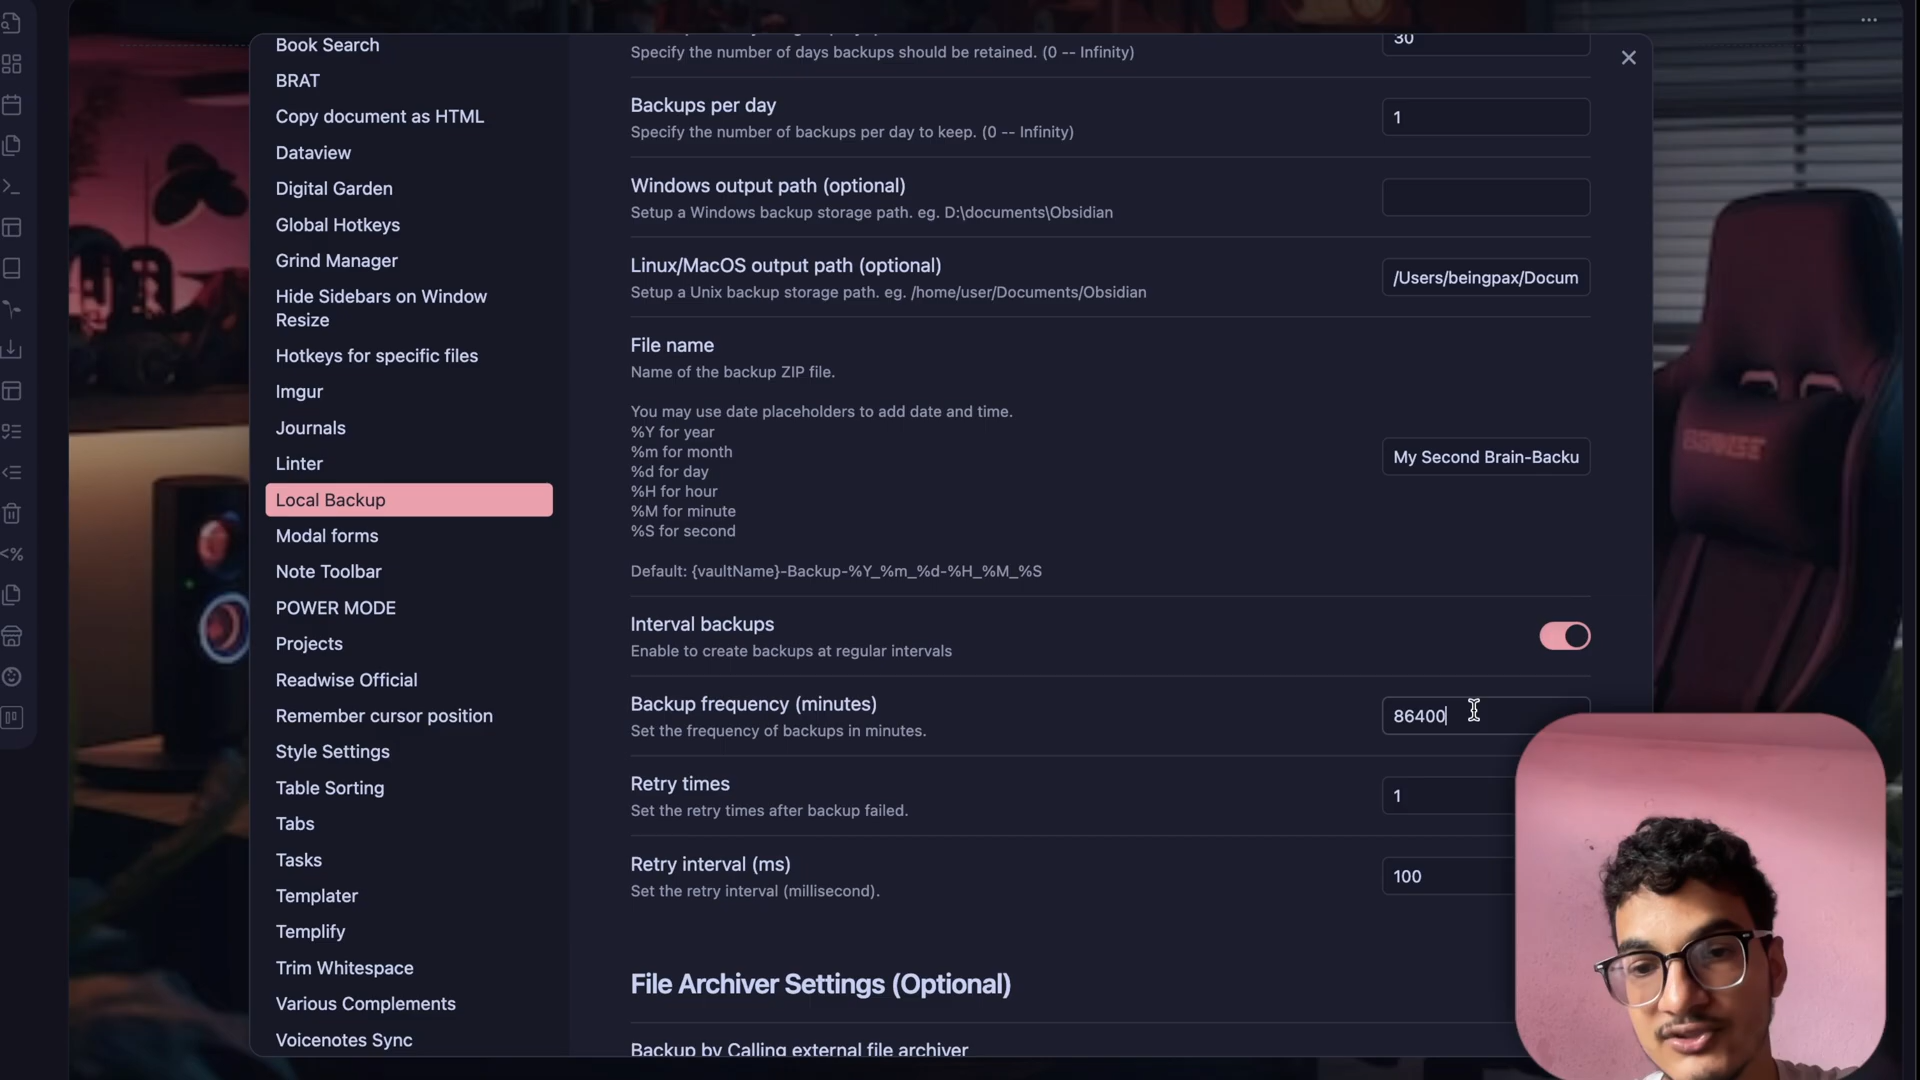 Book Search
BRAT
Copy document as HTML
Dataview
Digital Garden
Global Hotkeys
Grind Manager
Hide Sidebars on Window
Resize
Hotkeys for specific files
Imgur
Journals
Linter
Local Backup
Modal forms
Note Toolbar
POWER MODE
Projects
Readwise Official
Remember cursor position
Style Settings
Table Sorting
Tabs
Tasks
Templater
Templify
Trim Whitespace
Various Complements
Voicenotes Sync
30
Specify the number of days backups should be retained. (0 -- Infinity)
Backups per day
Specify the number of backups per day to keep. (0 -- Infinity)
1
Windows output path (optional)
Setup a Windows backup storage path. eg. D:\documents\Obsidian
Linux/MacOS output path (optional)
Setup a Unix backup storage path. eg. /home/user/Documents/Obsidian
/Users/beingpax/Docum
File name
Name of the backup ZIP file.
You may use date placeholders to add date and time.
%Y for year
%m for month
%d for day
%H for hour
%M for minute
%S for second
Default: {vaultName}-Backup-%Y_%m_%d-%H_%M_%S
My Second Brain-Backu
Interval backups
Enable to create backups at regular intervals
Backup frequency (minutes)
Set the frequency of backups in minutes.
86400
Retry times
Set the retry times after backup failed.
1
Retry interval (ms)
Set the retry interval (millisecond).
100
File Archiver Settings (Optional)
Backup by Calling external file archiver